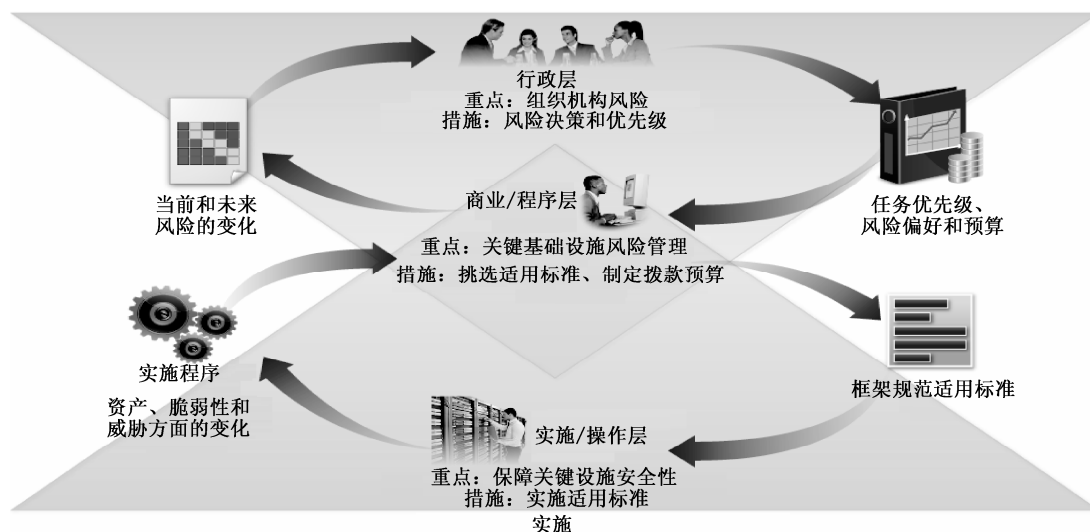 行政层
重点：组织机构风险
措施：风险决策和优先级
当前和未来
风险的变化
商业/程序层
任务优先级、
风险偏好和预算
重点：关键基础设施风险管理
措施：挑选适用标准、制定拨款预算
实施程序
资产、脆弱性和
威胁方面的变化
框架规范适用标准
实施/操作层
重点：保障关键设施安全性
措施：实施适用标准
实施